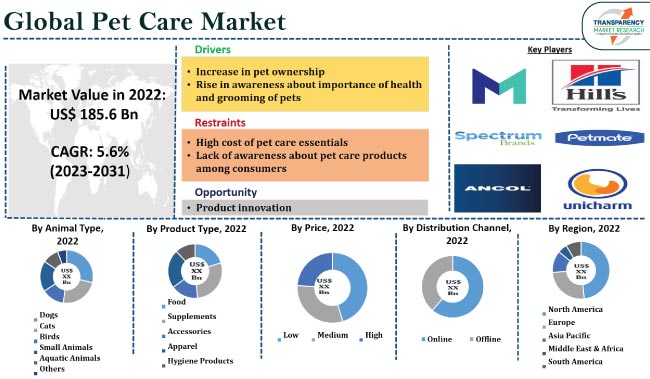 Global Pet Care Market
TRANSPARENCY
MARKET RESEARCH
Drivers
• Increase in pet ownership
• Rise in awareness about importance of health
and grooming of pets
Restraints
• High cost of pet care essentials
• Lack of awareness about pet care products
among consumers
Opportunity
• Product innovation
Market Value in 2022:
US$ 185.6 Bn
CAGR: 5.6%
(2023-2031)
Key Players
Hill's
Transforming Lives
Spectrum
Brands
Petmate
ANCOL
unicharm
By Animal Type,
2022
US$
XX
Bn
Dogs
Cats
Birds
Small Animals
Aquatic Animals
Others
By Product Type, 2022
US$
XX
Bn
Food
Supplements
Accessories
Apparel
Hygiene Products
By Price, 2022
US$
XX
Bn
Low Medium High
By Distribution Channel,
2022
US$
XX
Bn
Online Offline
By Region, 2022
US$
XX
Bn
North America
Europe
Asia Pacific
Middle East & Africa
South America